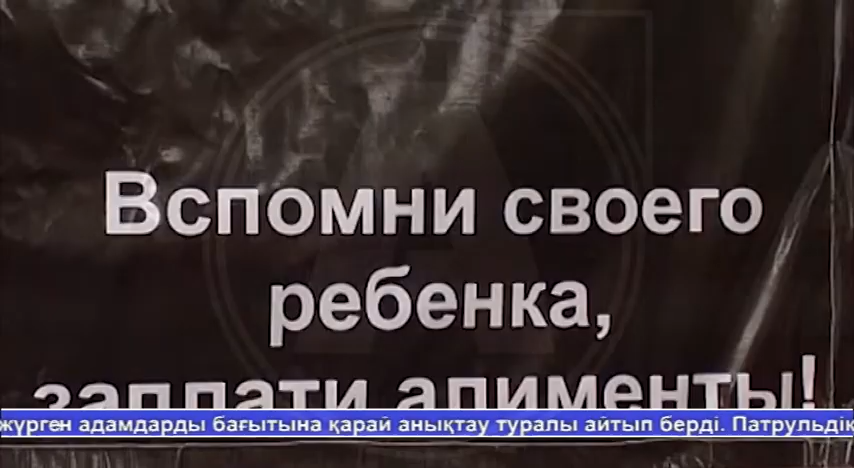 Вспомни своего
ребенка,
заплати алименты!
жүрген адамдарды бағытына қарай анықтау туралы айтып берді. Патрульдік